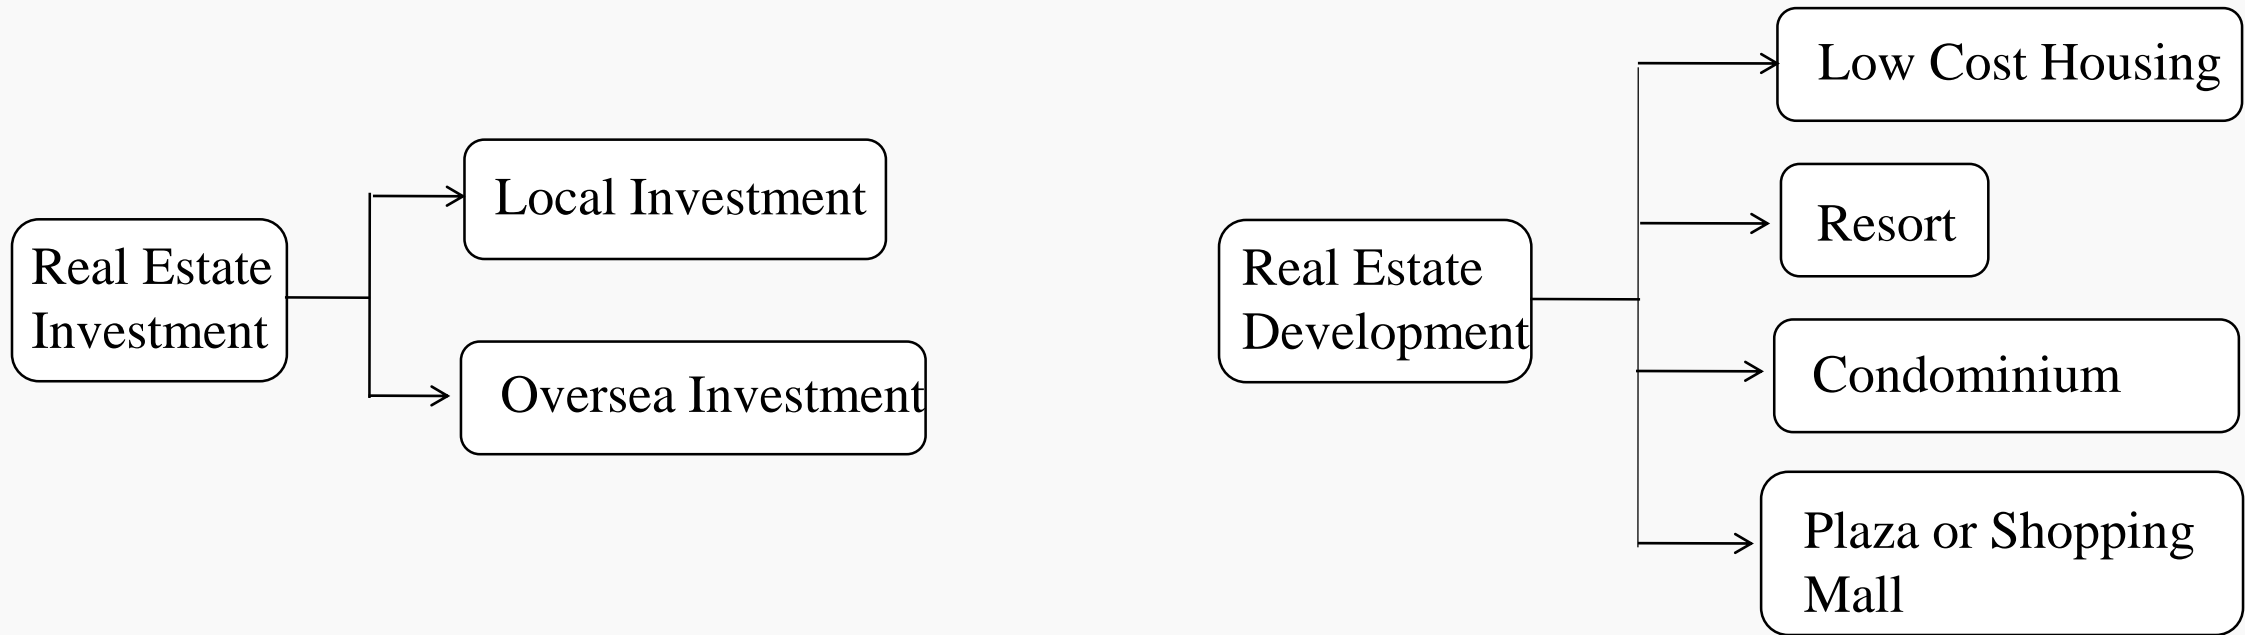 Real Estate
Investment
Local Investment
Oversea Investment
Real Estate
Development
Low Cost Housing
Resort
Condominium
Plaza or Shopping
Mall